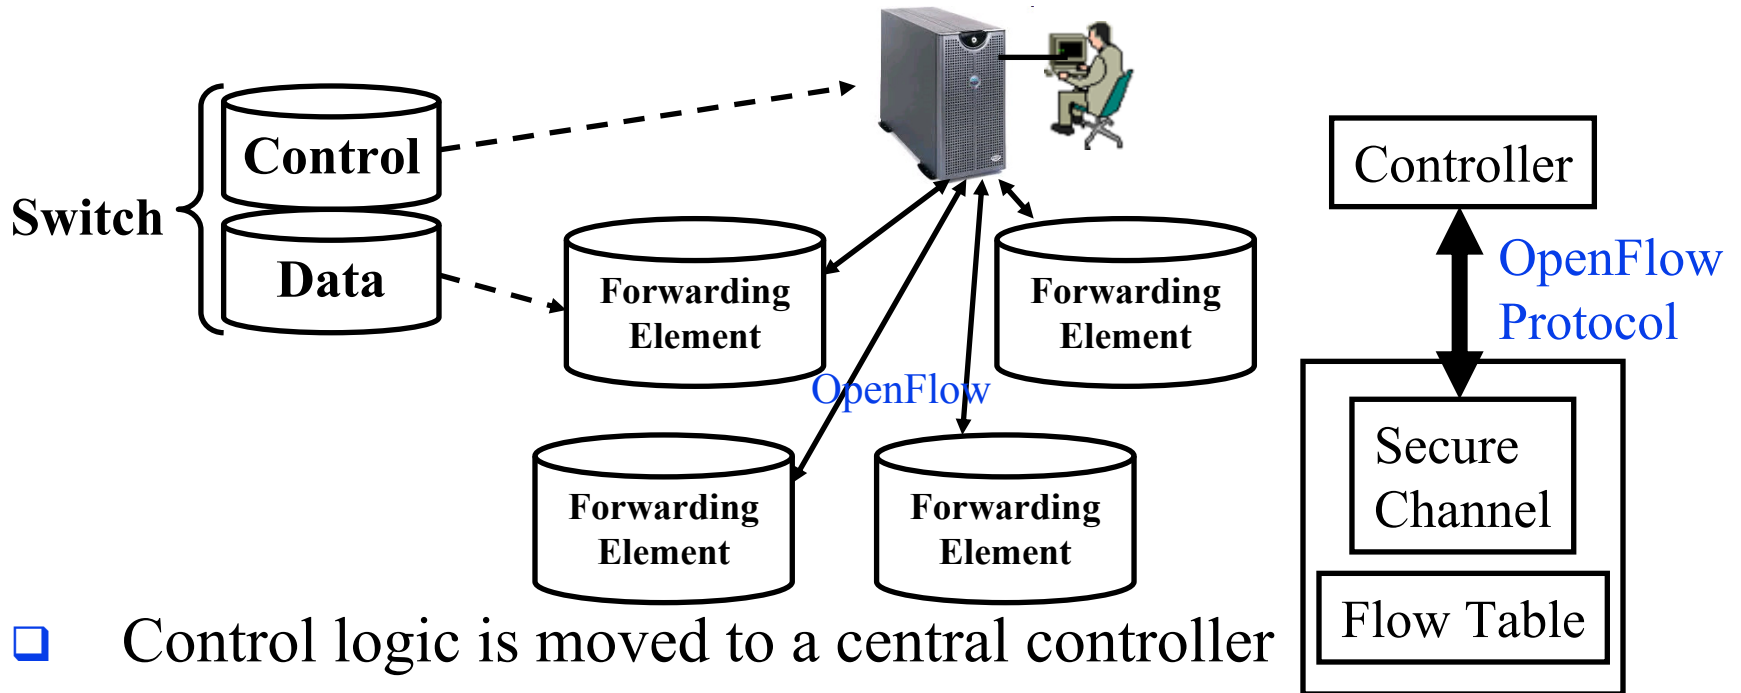 Switch
Control
Data
Forwarding
Element
Forwarding
Element
OpenFlow
Forwarding
Element
Forwarding
Element
Controller
OpenFlow
Protocol
Secure
Channel
Flow Table
Control logic is moved to a central controller